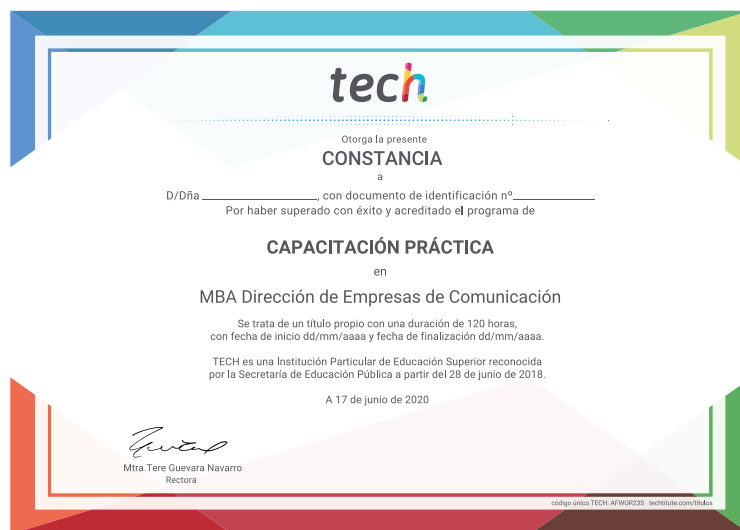 tech
Otorga la presente
CONSTANCIA
a
D/Dña ________________, con documento de identificación nº____________
Por haber superado con éxito y acreditado el programa de
CAPACITACIÓN PRÁCTICA
en
MBA Dirección de Empresas de Comunicación
Se trata de un título propio con una duración de 120 horas,
con fecha de inicio dd/mm/aaaa y fecha de finalización dd/mm/aaaa.
TECH es una Institución Particular de Educación Superior reconocida
por la Secretaría de Educación Pública a partir del 28 de junio de 2018.
A 17 de junio de 2020
Mtra.Tere Guevara Navarro
Rectora
código único TECH: AFWOR23S techtitute.com/titulos